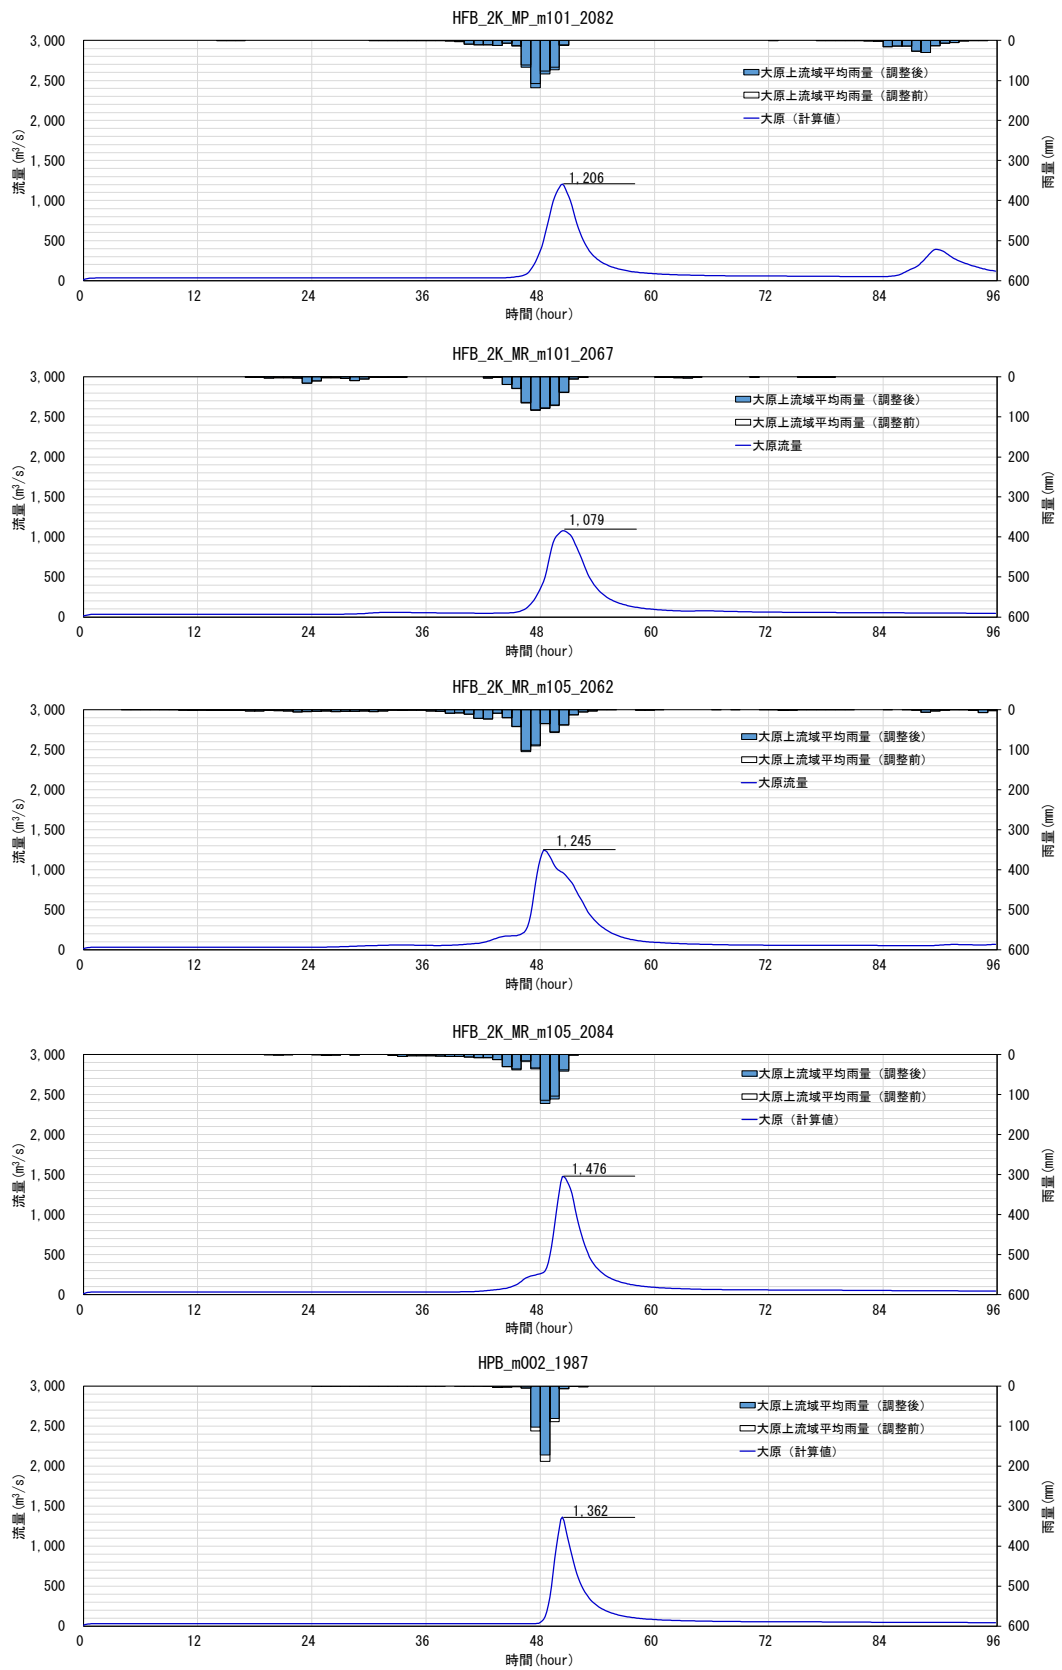 HFB_2K_MP_m101_2082
3,000
2,500
2,000
1,500
1,000
500
0
流量(m³/s)
0
100
200
300
400
500
600
雨量(mm)
大原上流域平均雨量（調整後）
大原上流域平均雨量（調整前）
大原（計算値）
1,206
0 12 24 36 48 60 72 84 96
時間(hour)
HFB_2K_MR_m101_2067
3,000
2,500
2,000
1,500
1,000
500
0
流量(m³/s)
0
100
200
300
400
500
600
雨量(mm)
大原上流域平均雨量（調整後）
大原上流域平均雨量（調整前）
大原流量
1,079
0 12 24 36 48 60 72 84 96
時間(hour)
HFB_2K_MR_m105_2062
3,000
2,500
2,000
1,500
1,000
500
0
流量(m³/s)
0
100
200
300
400
500
600
雨量(mm)
大原上流域平均雨量（調整後）
大原上流域平均雨量（調整前）
大原流量
1,245
0 12 24 36 48 60 72 84 96
時間(hour)
HFB_2K_MR_m105_2084
3,000
2,500
2,000
1,500
1,000
500
0
流量(m³/s)
0
100
200
300
400
500
600
雨量(mm)
大原上流域平均雨量（調整後）
大原上流域平均雨量（調整前）
大原（計算値）
1,476
0 12 24 36 48 60 72 84 96
時間(hour)
HPB_m002_1987
3,000
2,500
2,000
1,500
1,000
500
0
流量(m³/s)
0
100
200
300
400
500
600
雨量(mm)
大原上流域平均雨量（調整後）
大原上流域平均雨量（調整前）
大原（計算値）
1,362
0 12 24 36 48 60 72 84 96
時間(hour)